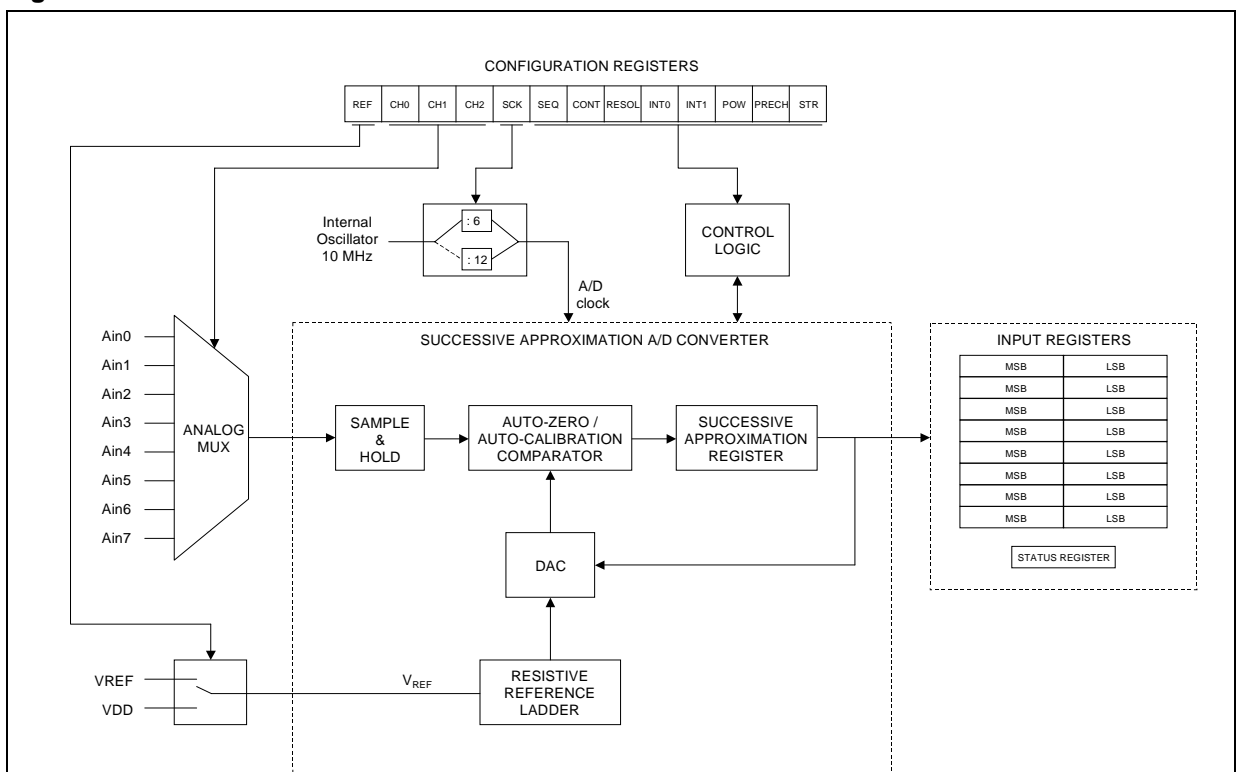 CONFIGURATION REGISTERS
REF CH0 CH1 CH2 SCK SEQ CONT RESOL INT0 INT1 POW PRECH STR
Internal
Oscillator
10 MHz
: 6
: 12
CONTROL
LOGIC
A/D
clock
Ain0
Ain1
Ain2
Ain3
Ain4
Ain5
Ain6
Ain7
ANALOG
MUX
SUCCESSIVE APPROXIMATION A/D CONVERTER
SAMPLE
&
HOLD
AUTO-ZERO /
AUTO-CALIBRATION
COMPARATOR
SUCCESSIVE
APPROXIMATION
REGISTER
DAC
RESISTIVE
REFERENCE
LADDER
VREF
VDD
VREF
INPUT REGISTERS
MSB LSB
MSB LSB
MSB LSB
MSB LSB
MSB LSB
MSB LSB
MSB LSB
MSB LSB
STATUS REGISTER